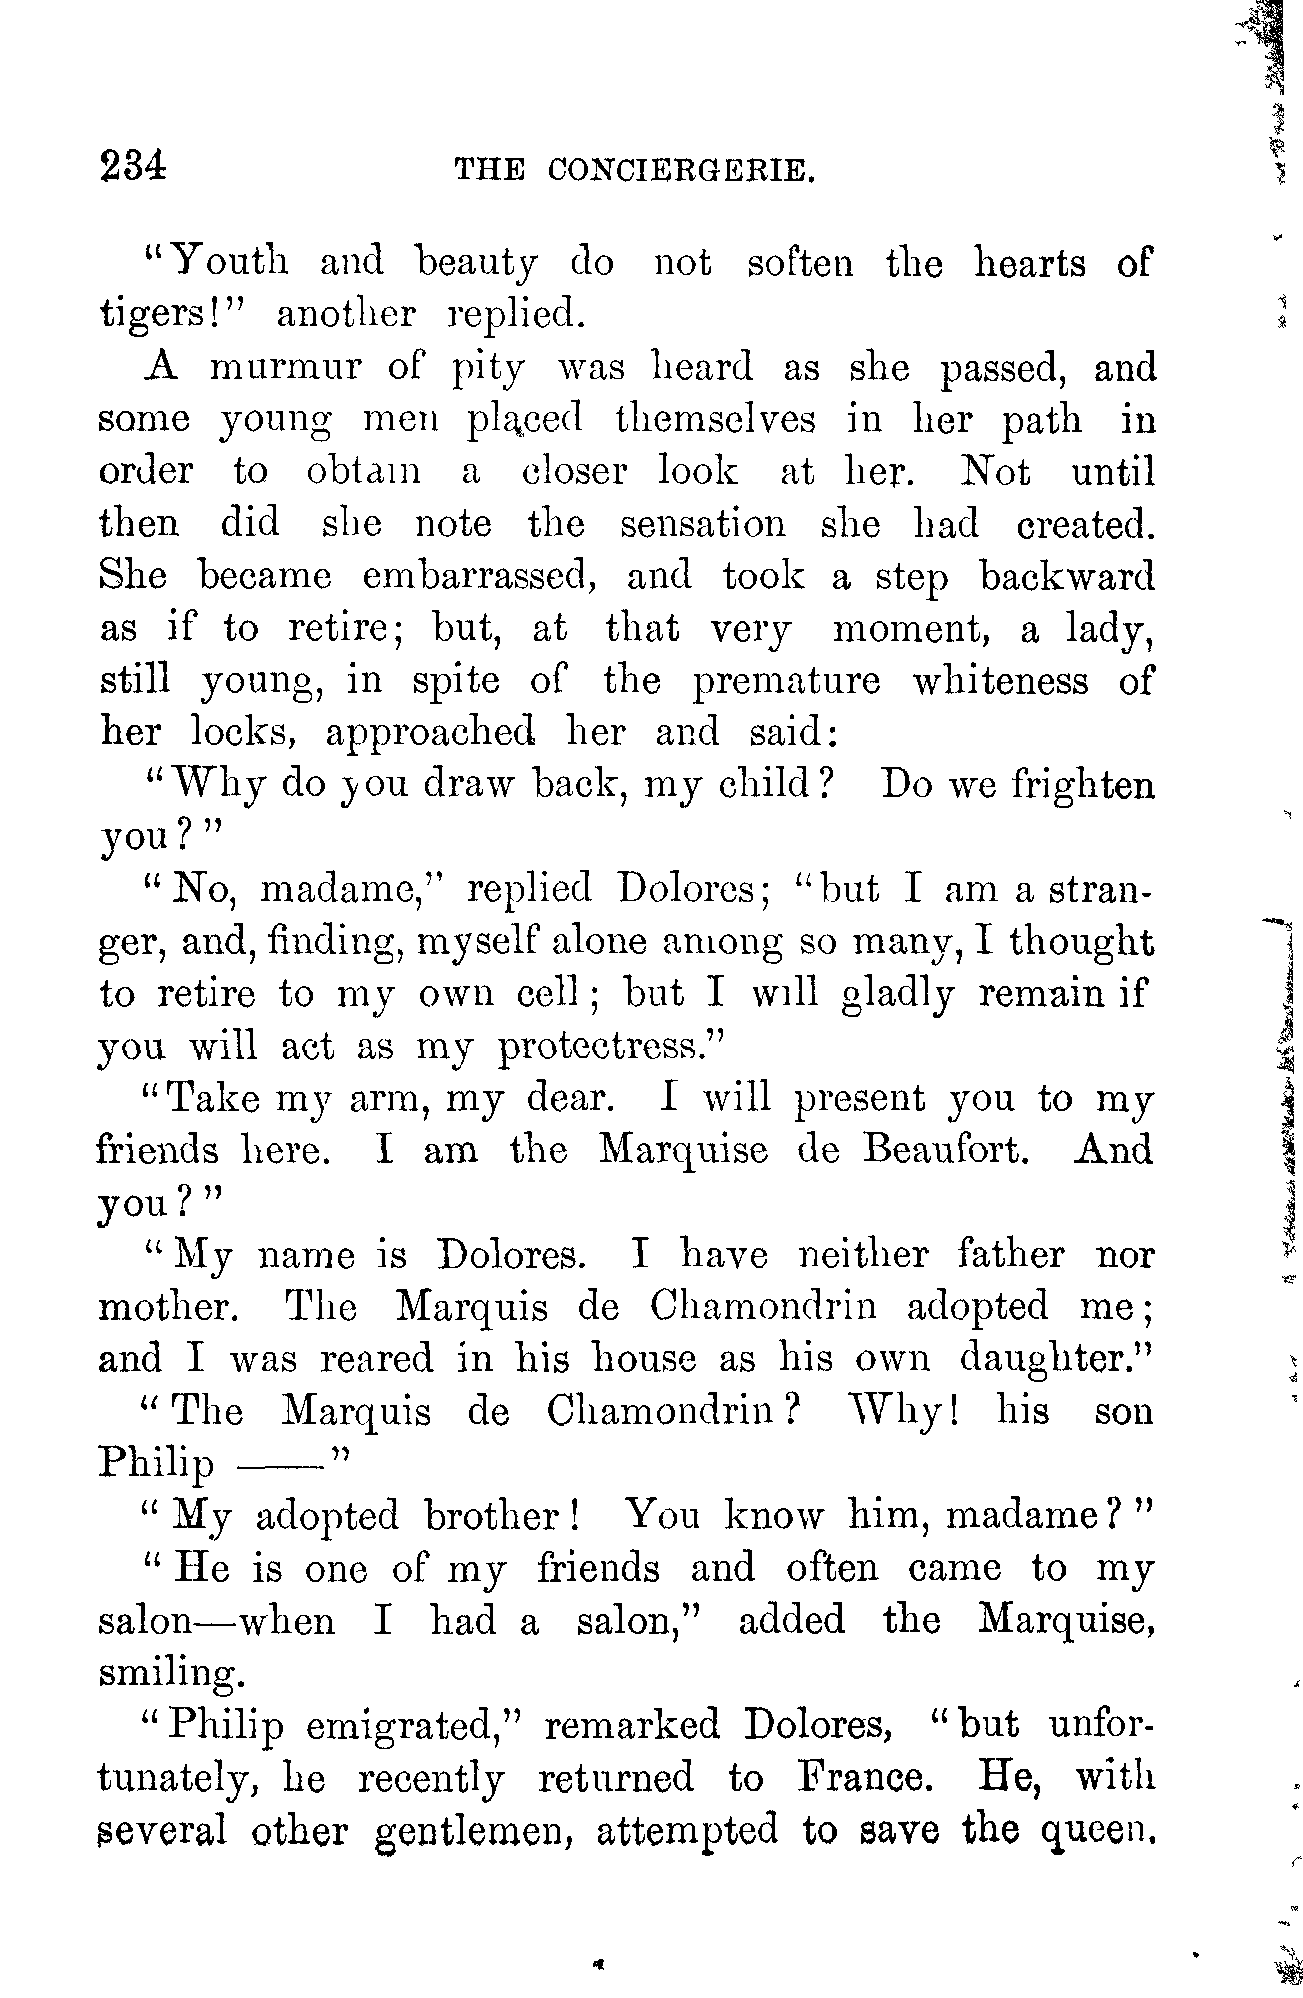 234 THE CONCIERGERIE.
"Youth and beauty do not soften the hearts of
tigers!" another replied.
A murmur of pity was heard as she passed, and
some young men placed themselves in her path in
order to obtain a closer look at her. Not until
then did she note the sensation she had created.
She became embarrassed, and took a step backward
as if to retire; but, at that very moment, a lady,
still young, in spite of the premature whiteness of
her locks, approached her and said:
"Why do you draw back, my child? Do we frighten
you?"
"No, madame," replied Dolores; "but I am a stran-
ger, and, finding, myself alone among so many, I thought
to retire to my own cell; but I will gladly remain if
you will act as my protectress."
"Take my arm, my dear. I will present you to my
friends here. I am the Marquise de Beaufort. And
you?"
"My name is Dolores. I have neither father nor
mother. The Marquis de Chamondrin adopted me;
and I was reared in his house as his own daughter."
"The Marquis de Chamondrin? Why! his son
Philip ——"
"My adopted brother! You know him, madame?"
"He is one of my friends and often came to my
salon—when I had a salon," added the Marquise,
smiling.
"Philip emigrated," remarked Dolores, "but unfor-
tunately, he recently returned to France. He, with
several other gentlemen, attempted to save the queen.